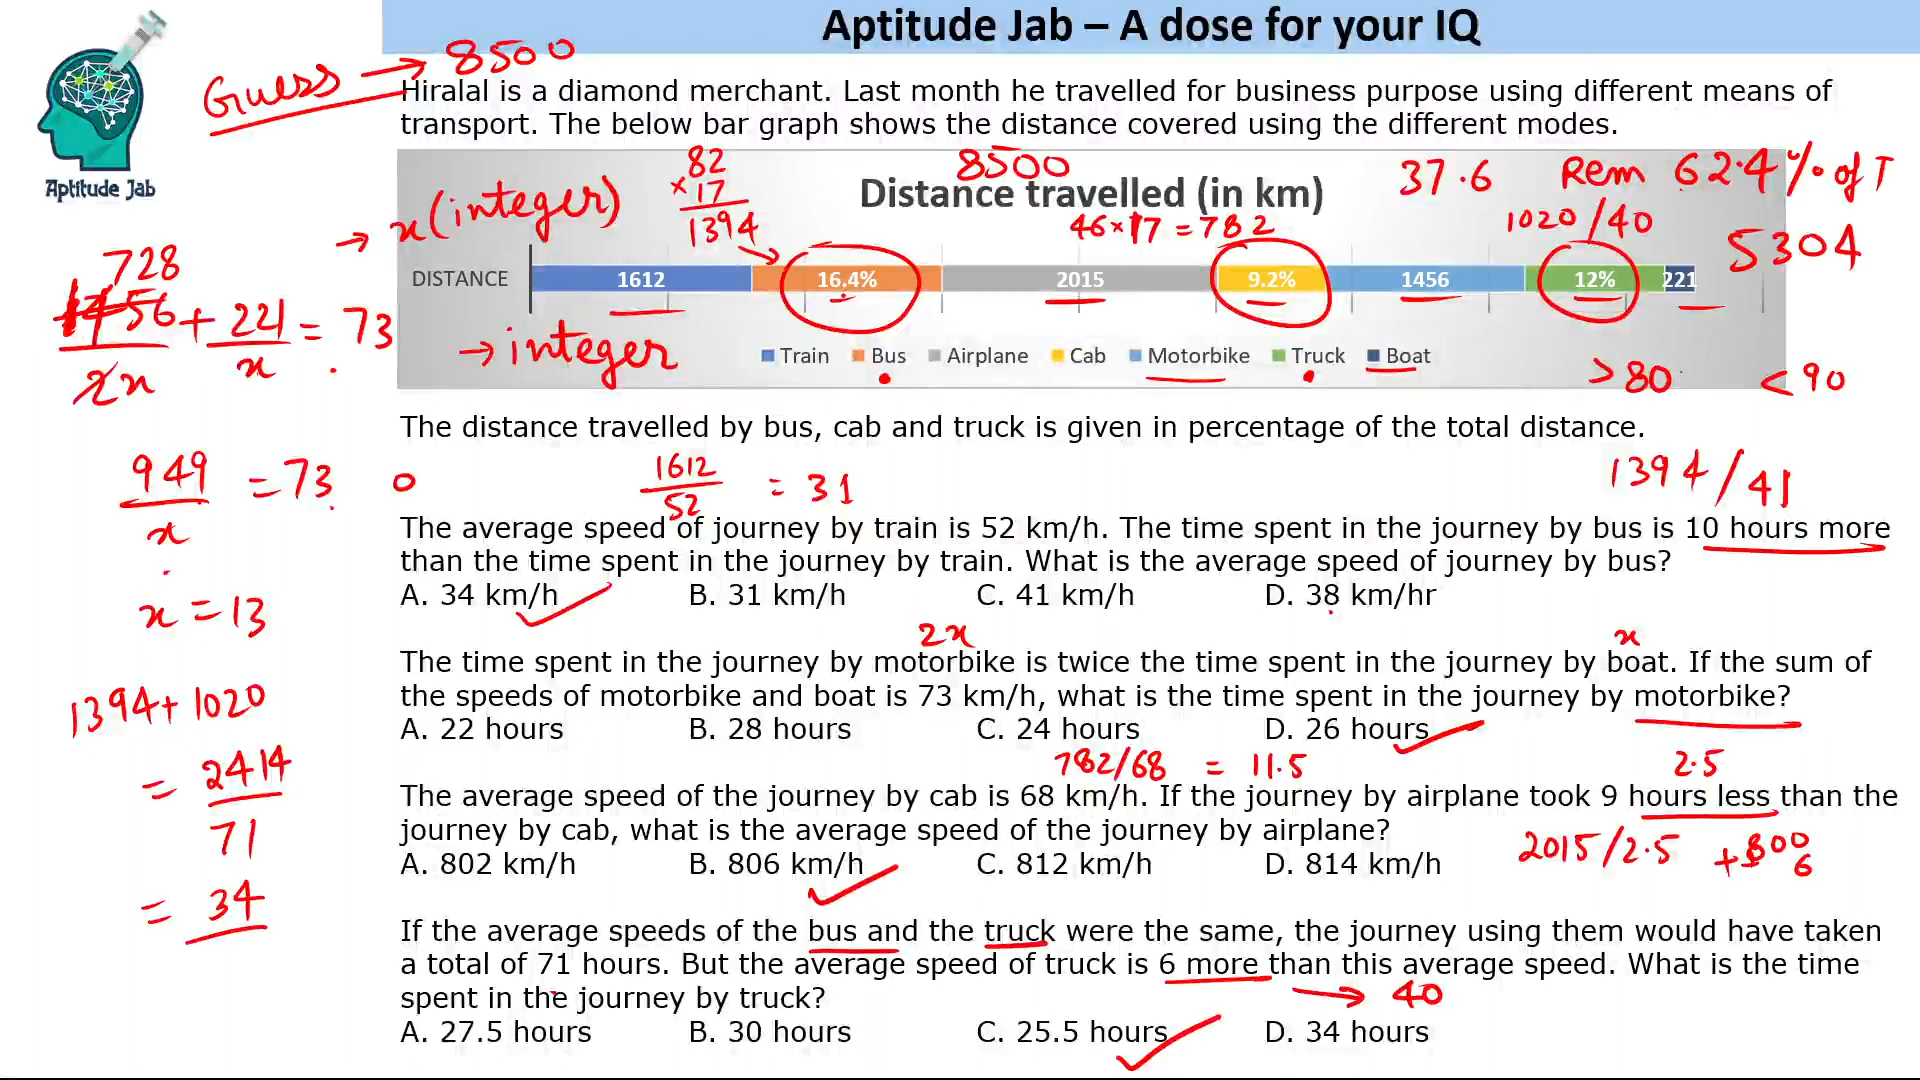 Aptitude Jab – A dose for your IQ
Guess → 8500
Aptitude Jab
Hiralal is a diamond merchant. Last month he travelled for business purpose using different means of
transport. The below bar graph shows the distance covered using the different modes.
→ x (integer)
82
×17
1394
8500
37.6
Rem 62.4% of T
Distance travelled (in km)
46×17 = 782
1020/40
5304
DISTANCE
1612
16.4%
2015
9.2%
1456
12%
221
→ integer
Train
Bus
Airplane
Cab
Motorbike
Truck
Boat
>80
<90
728
1456 + 221 = 73
2x x
949 = 73
x
x = 13
1394+1020
= 2414
71
= 34
The distance travelled by bus, cab and truck is given in percentage of the total distance.
0
1612
52
= 31
1394/41
The average speed of journey by train is 52 km/h. The time spent in the journey by bus is 10 hours more
than the time spent in the journey by train. What is the average speed of journey by bus?
A. 34 km/h B. 31 km/h C. 41 km/h D. 38 km/hr
2x x
The time spent in the journey by motorbike is twice the time spent in the journey by boat. If the sum of
the speeds of motorbike and boat is 73 km/h, what is the time spent in the journey by motorbike?
A. 22 hours B. 28 hours C. 24 hours D. 26 hours
782/68 = 11.5 2.5
The average speed of the journey by cab is 68 km/h. If the journey by airplane took 9 hours less than the
journey by cab, what is the average speed of the journey by airplane?
2015/2.5
A. 802 km/h B. 806 km/h C. 812 km/h D. 814 km/h
If the average speeds of the bus and the truck were the same, the journey using them would have taken
a total of 71 hours. But the average speed of truck is 6 more than this average speed. What is the time
spent in the journey by truck?
→ 40
A. 27.5 hours B. 30 hours C. 25.5 hours D. 34 hours